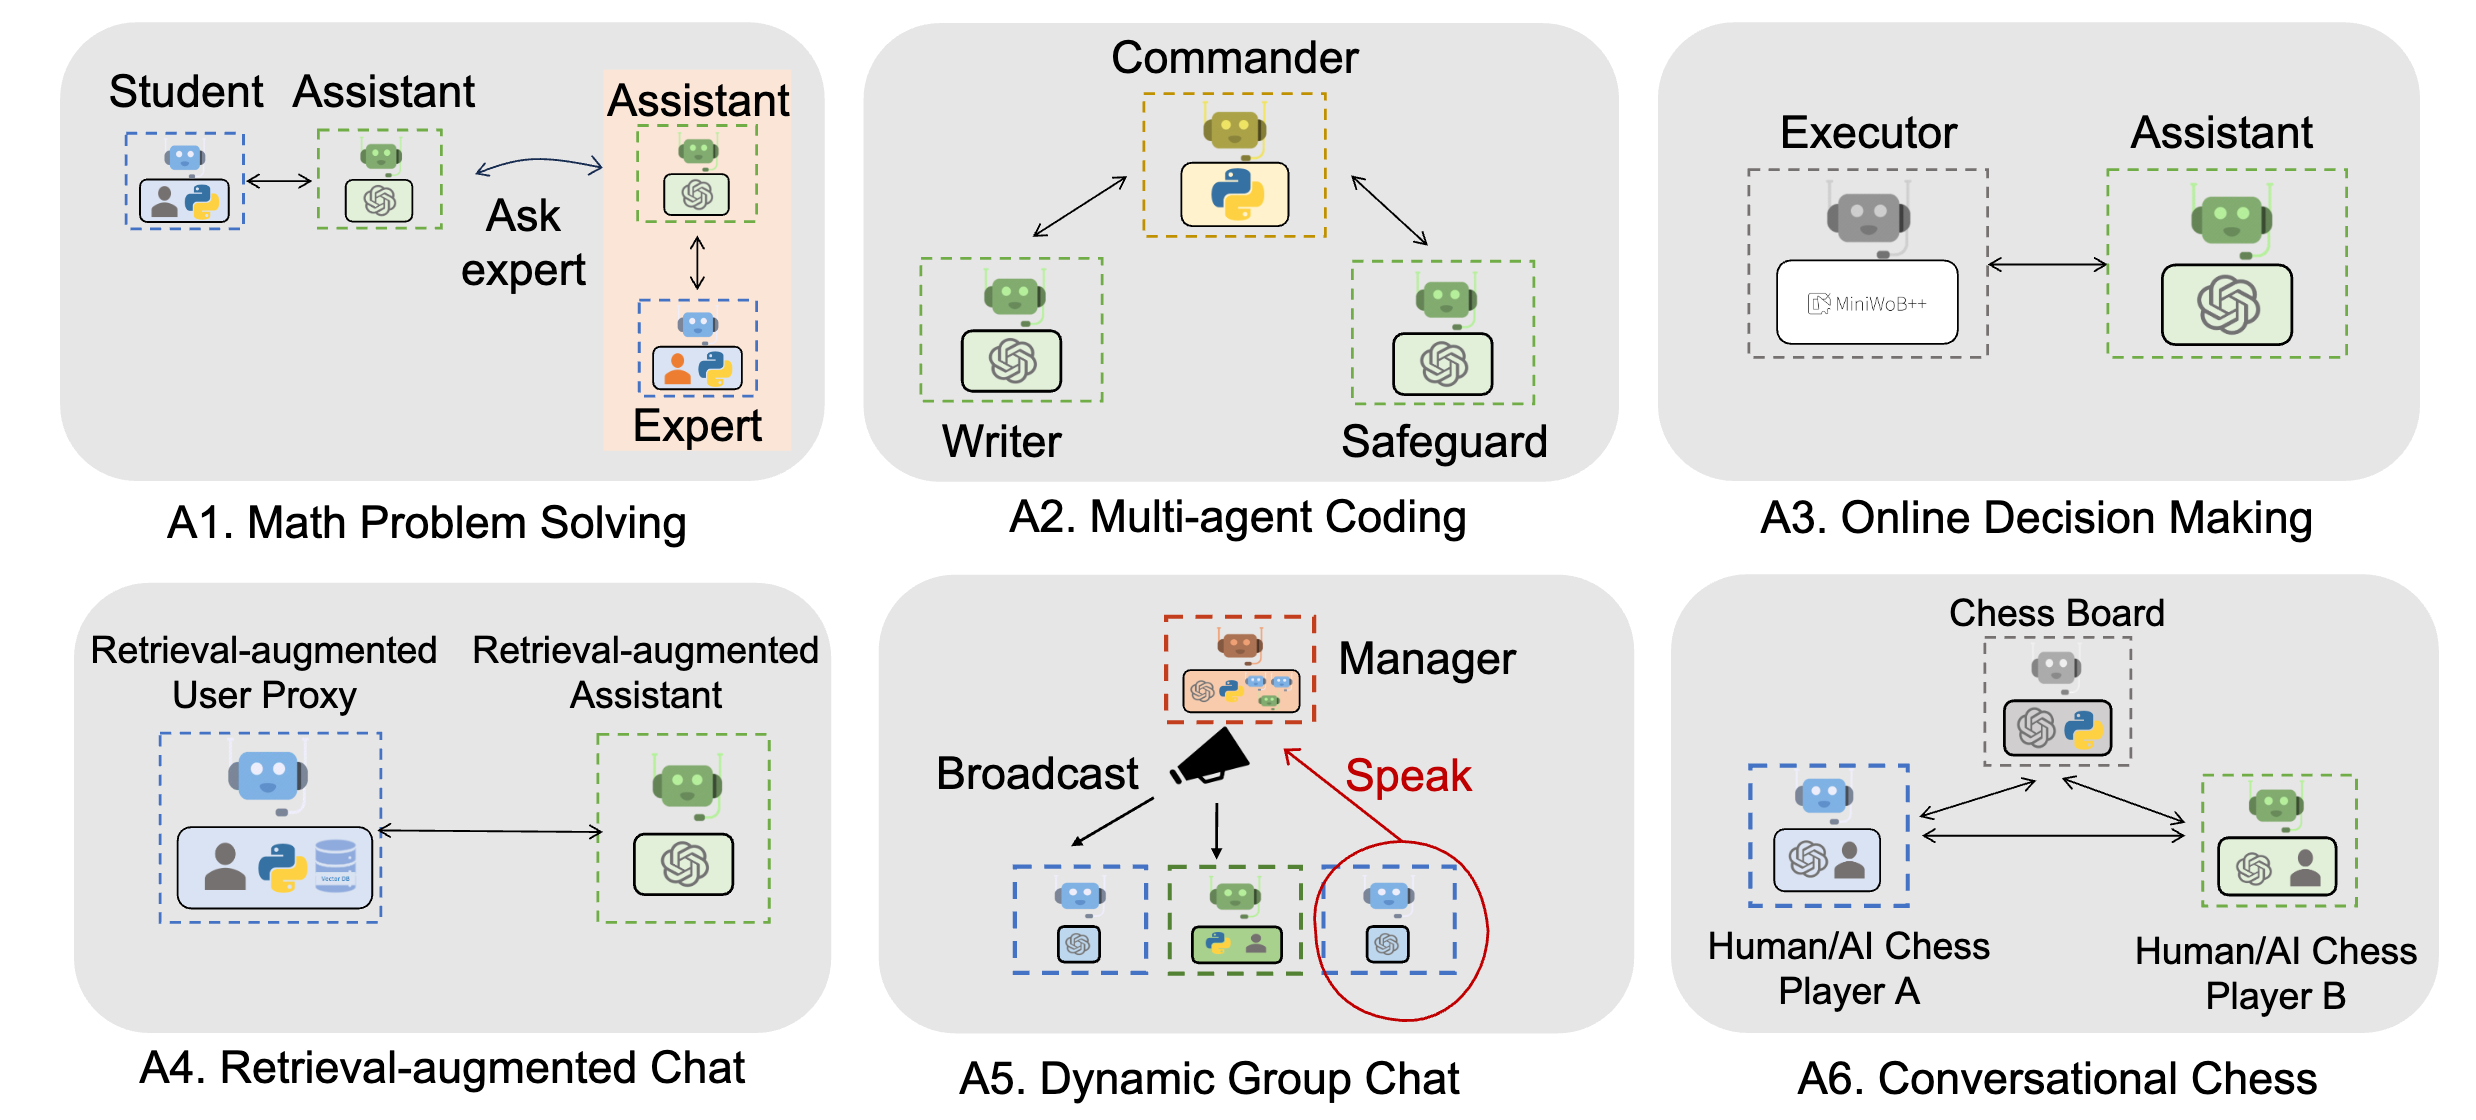 Student
Assistant
Assistant
Ask
expert
Expert
A1. Math Problem Solving
Commander
Writer
Safeguard
A2. Multi-agent Coding
Executor
Assistant
MiniWoB++
A3. Online Decision Making
Retrieval-augmented
User Proxy
Retrieval-augmented
Assistant
Vector DB
A4. Retrieval-augmented Chat
Manager
Broadcast
Speak
A5. Dynamic Group Chat
Chess Board
Human/AI Chess
Player A
Human/AI Chess
Player B
A6. Conversational Chess